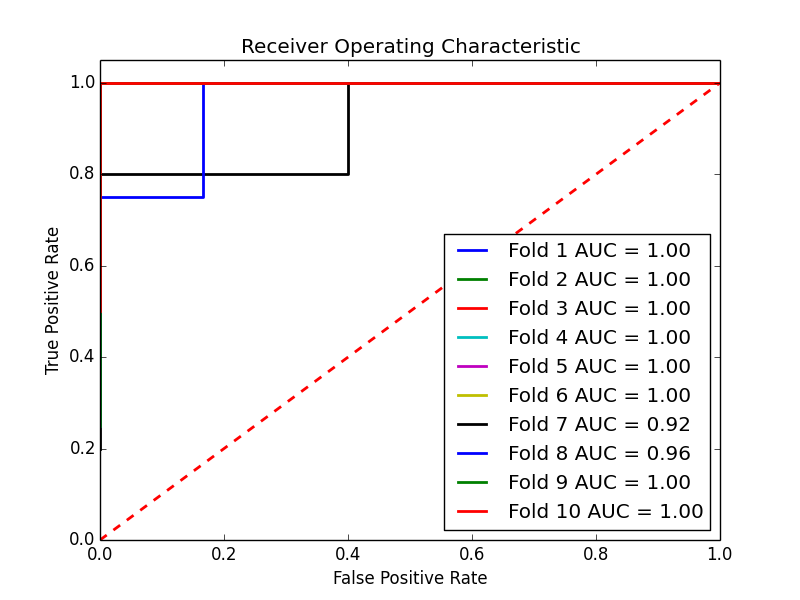 Receiver Operating Characteristic
1.0
0.8
0.6
0.4
0.2
0.0
True Positive Rate
Fold 1 AUC = 1.00
Fold 2 AUC = 1.00
Fold 3 AUC = 1.00
Fold 4 AUC = 1.00
Fold 5 AUC = 1.00
Fold 6 AUC = 1.00
Fold 7 AUC = 0.92
Fold 8 AUC = 0.96
Fold 9 AUC = 1.00
Fold 10 AUC = 1.00
0.0 0.2 0.4 0.6 0.8 1.0
False Positive Rate